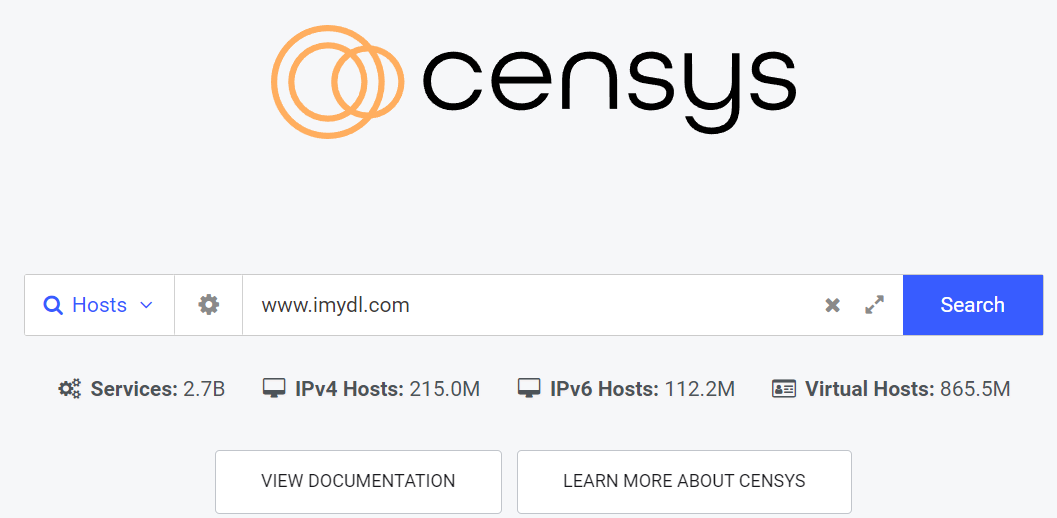 censys
Hosts www.imydl.com Search
Services: 2.7B IPv4 Hosts: 215.0M IPv6 Hosts: 112.2M Virtual Hosts: 865.5M
VIEW DOCUMENTATION LEARN MORE ABOUT CENSYS